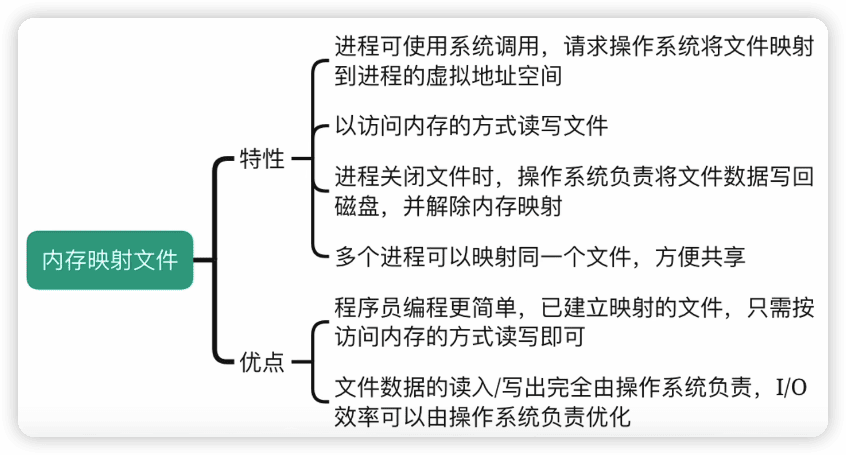 内存映射文件
特性
进程可使用系统调用，请求操作系统将文件映射
到进程的虚拟地址空间
以访问内存的方式读写文件
进程关闭文件时，操作系统负责将文件数据写回
磁盘，并解除内存映射
多个进程可以映射同一个文件，方便共享
优点
程序员编程更简单，已建立映射的文件，只需按
访问内存的方式读写即可
文件数据的读入/写出完全由操作系统负责，I/O
效率可以由操作系统负责优化